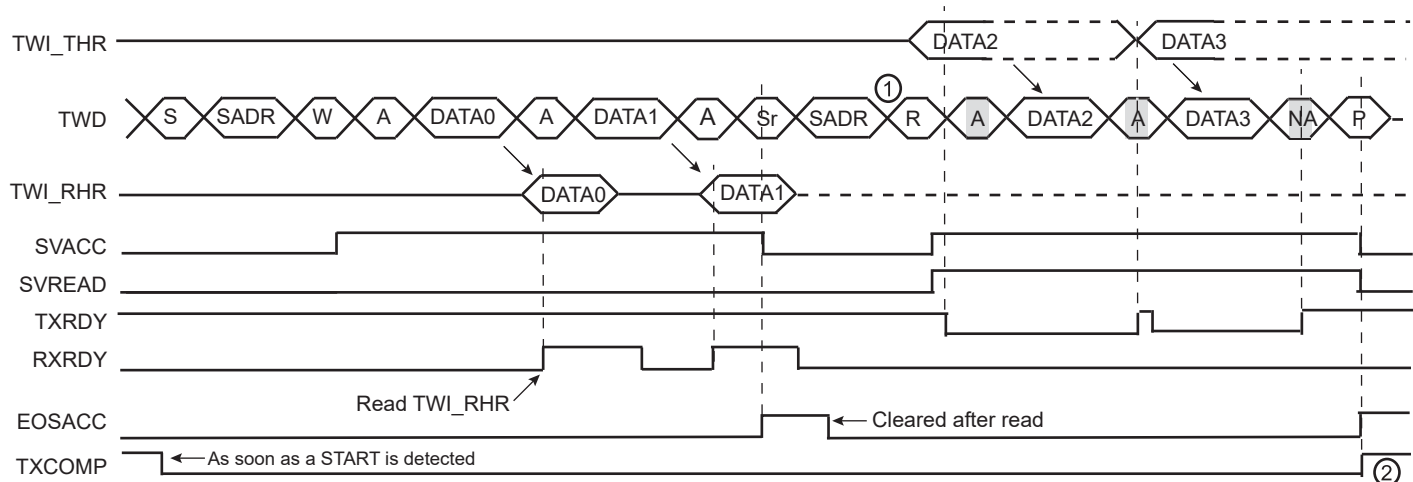 TWI_THR DATA2 DATA3
①
TWD S SADR W A DATA0 A DATA1 A Sr SADR R A DATA2 A DATA3 NA P
TWI_RHR DATA0 DATA1
SVACC
SVREAD
TXRDY
RXRDY
Read TWI_RHR
EOSACC Cleared after read
TXCOMP As soon as a START is detected ②